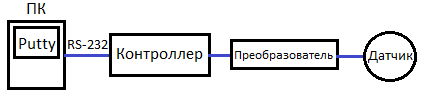 ПК
Putty
RS-232
Контроллер
Преобразователь
Датчик